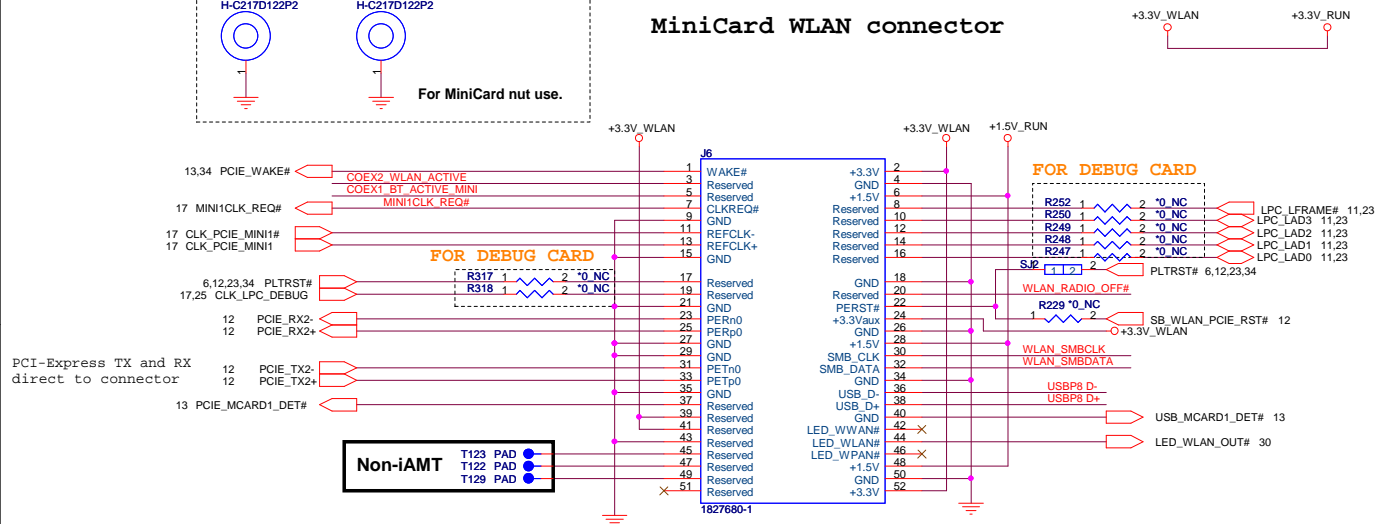 H-C217D122P2 H-C217D122P2
1 1
For MiniCard nut use.
MiniCard WLAN connector
+3.3V_WLAN +3.3V_RUN
+3.3V_WLAN +3.3V_WLAN +1.5V_RUN
J6
FOR DEBUG CARD
13,34 PCIE_WAKE# 1 WAKE# +3.3V 2
COEX2_WLAN_ACTIVE 3 Reserved GND 4
COEX1_BT_ACTIVE_MINI 5 Reserved +1.5V 6
17 MINI1CLK_REQ# MINI1CLK_REQ# 7 CLKREQ# Reserved 8 R252 1 2 *0_NC LPC_LFRAME# 11,23
9 GND Reserved 10 R250 1 2 *0_NC LPC_LAD3 11,23
17 CLK_PCIE_MINI1# 11 REFCLK- Reserved 12 R249 1 2 *0_NC LPC_LAD2 11,23
17 CLK_PCIE_MINI1 13 REFCLK+ Reserved 14 R248 1 2 *0_NC LPC_LAD1 11,23
15 GND Reserved 16 R247 1 2 *0_NC LPC_LAD0 11,23
FOR DEBUG CARD
SJ2 1 2 2 PLTRST# 6,12,23,34
6,12,23,34 PLTRST# R317 1 2 *0_NC 17 Reserved GND 18
17,25 CLK_LPC_DEBUG R318 1 2 *0_NC 19 Reserved Reserved 20 WLAN_RADIO_OFF#
21 GND PERST# 22
12 PCIE_RX2- 23 PERn0 +3.3Vaux 24 R229 *0_NC 1 2 SB_WLAN_PCIE_RST# 12
12 PCIE_RX2+ 25 PERp0 GND 26 +3.3V_WLAN
27 GND +1.5V 28
29 GND SMB_CLK 30 WLAN_SMBCLK
PCI-Express TX and RX
direct to connector
12 PCIE_TX2- 31 PETn0 SMB_DATA 32 WLAN_SMBDATA
12 PCIE_TX2+ 33 PETp0 GND 34
35 GND USB_D- 36 USBP8 D-
13 PCIE_MCARD1_DET# 37 Reserved USB_D+ 38 USBP8 D+
39 Reserved GND 40 USB_MCARD1_DET# 13
41 Reserved LED_WWAN# 42
43 Reserved LED_WLAN# 44 LED_WLAN_OUT# 30
Non-iAMT
T123 PAD 45 Reserved LED_WPAN# 46
T122 PAD 47 Reserved +1.5V 48
T129 PAD 49 Reserved GND 50
51 Reserved +3.3V 52
1827680-1